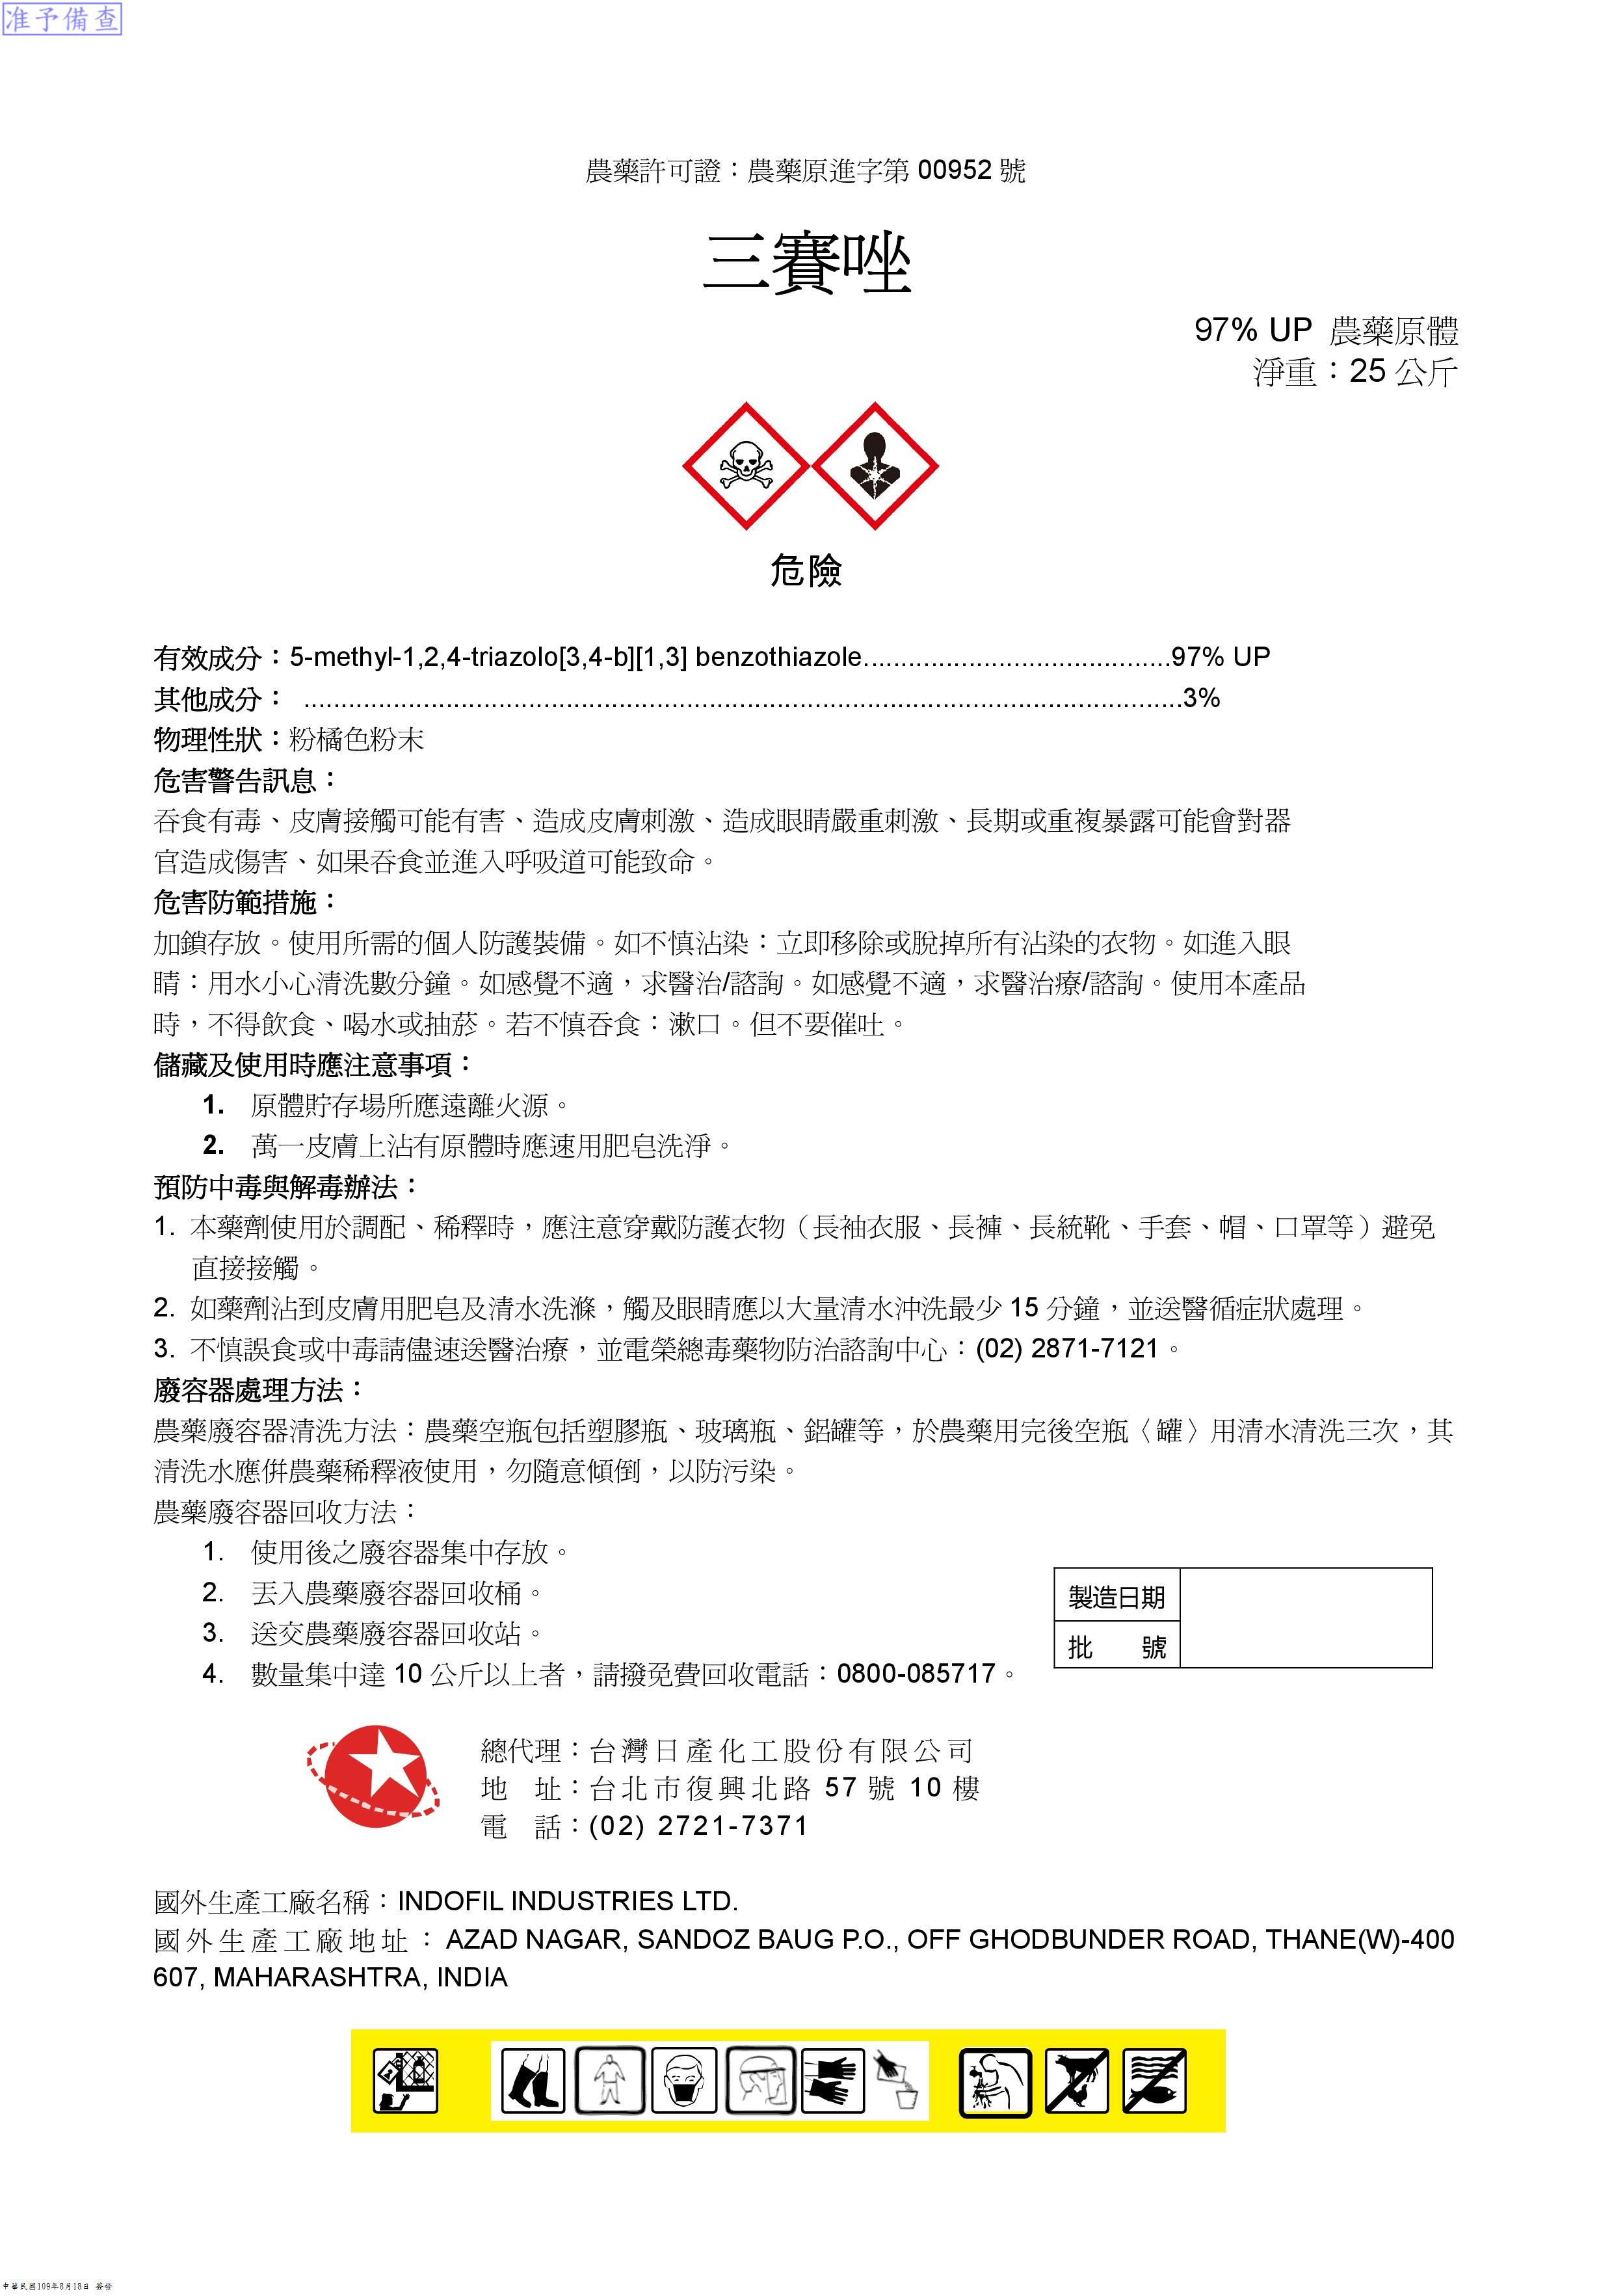 准予備查
農藥許可證：農藥原進字第 00952 號
三賽唑
97% UP 農藥原體
淨重：25 公斤
危險
有效成分：5-methyl-1,2,4-triazolo[3,4-b][1,3] benzothiazole.........................................97% UP
其他成分： ......................................................................................................................3%
物理性狀：粉橘色粉末
危害警告訊息：
吞食有毒、皮膚接觸可能有害、造成皮膚刺激、造成眼睛嚴重刺激、長期或重複暴露可能會對器
官造成傷害、如果吞食並進入呼吸道可能致命。
危害防範措施：
加鎖存放。使用所需的個人防護裝備。如不慎沾染：立即移除或脫掉所有沾染的衣物。如進入眼
睛：用水小心清洗數分鐘。如感覺不適，求醫治/諮詢。如感覺不適，求醫治療/諮詢。使用本產品
時，不得飲食、喝水或抽菸。若不慎吞食：漱口。但不要催吐。
儲藏及使用時應注意事項：
1. 原體貯存場所應遠離火源。
2. 萬一皮膚上沾有原體時應速用肥皂洗淨。
預防中毒與解毒辦法：
1. 本藥劑使用於調配、稀釋時，應注意穿戴防護衣物（長袖衣服、長褲、長統靴、手套、帽、口罩等）避免
直接接觸。
2. 如藥劑沾到皮膚用肥皂及清水洗滌，觸及眼睛應以大量清水沖洗最少 15 分鐘，並送醫循症狀處理。
3. 不慎誤食或中毒請儘速送醫治療，並電榮總毒藥物防治諮詢中心：(02) 2871-7121。
廢容器處理方法：
農藥廢容器清洗方法：農藥空瓶包括塑膠瓶、玻璃瓶、鋁罐等，於農藥用完後空瓶〈罐〉用清水清洗三次，其
清洗水應併農藥稀釋液使用，勿隨意傾倒，以防污染。
農藥廢容器回收方法：
1. 使用後之廢容器集中存放。
2. 丟入農藥廢容器回收桶。
3. 送交農藥廢容器回收站。
4. 數量集中達 10 公斤以上者，請撥免費回收電話：0800-085717。
製造日期
批 號
總代理：台灣日產化工股份有限公司
地 址：台北市復興北路 57 號 10 樓
電 話：(02) 2721-7371
國外生產工廠名稱：INDOFIL INDUSTRIES LTD.
國外生產工廠地址：AZAD NAGAR, SANDOZ BAUG P.O., OFF GHODBUNDER ROAD, THANE(W)-400
607, MAHARASHTRA, INDIA
中華民國109年8月18日 簽發